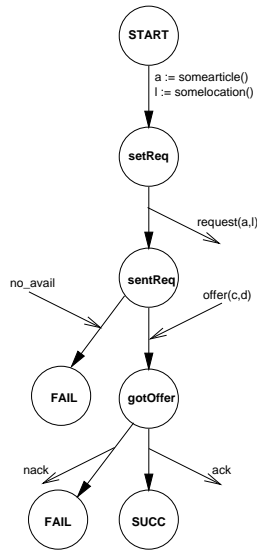 START
a := somearticle()
l := somelocation()
setReq
request(a,l)
sentReq
no_avail
offer(c,d)
FAIL
gotOffer
nack
ack
FAIL
SUCC